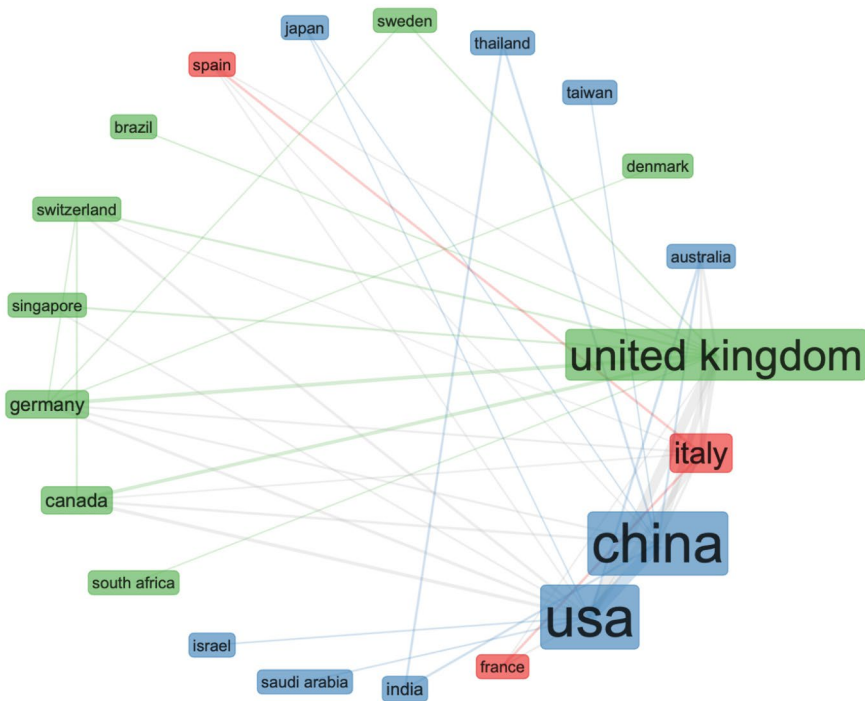 sweden
japan
thailand
spain
taiwan
brazil
denmark
switzerland
australia
singapore
united kingdom
germany
italy
canada
china
south africa
usa
israel
france
saudi arabia
india